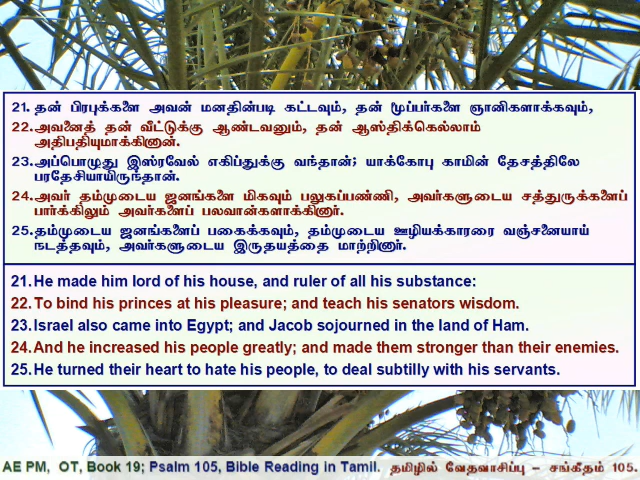 21. தன் பிரபுக்களை அவன் மனதின்படி கட்டவும், தன் மூப்பர்களை ஞானிகளாக்கவும்,
22. அவனைத் தன் வீட்டுக்கு ஆண்டவனும், தன் ஆஸ்திக்கெல்லாம்
அதிபதியுமாக்கினான்.
23. அப்பொழுது இஸ்ரவேல் எகிப்துக்கு வந்தான்; யாக்கோபு காமின் தேசத்திலே
பரதேசியாயிருந்தான்.
24. அவர் தம்முடைய ஜனங்களை மிகவும் பலுகப்பண்ணி, அவர்களுடைய சத்துருக்களைப்
பார்க்கிலும் அவர்களைப் பலவான்களாக்கினார்.
25. தம்முடைய ஜனங்களைப் பகைக்கவும், தம்முடைய ஊழியக்காரரை வஞ்சனையாய்
நடத்தவும், அவர்களுடைய இருதயத்தை மாற்றினார்.
21. He made him lord of his house, and ruler of all his substance:
22. To bind his princes at his pleasure; and teach his senators wisdom.
23. Israel also came into Egypt; and Jacob sojourned in the land of Ham.
24. And he increased his people greatly; and made them stronger than their enemies.
25. He turned their heart to hate his people, to deal subtilly with his servants.
AE PM, OT, Book 19; Psalm 105, Bible Reading in Tamil. தமிழில் வேதவாசிப்பு – சங்கீதம் 105.